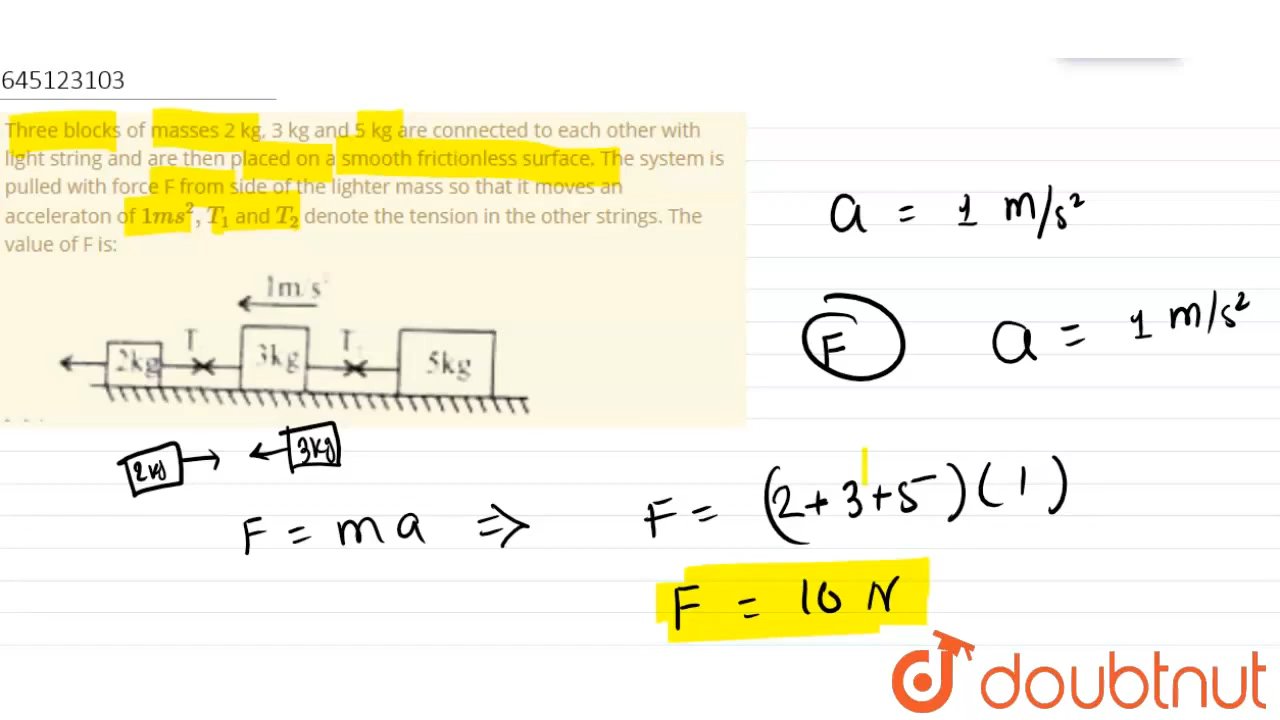 645123103
Three blocks of masses 2 kg, 3 kg and 5 kg are connected to each other with
light string and are then placed on a smooth frictionless surface. The system is
pulled with force F from side of the lighter mass so that it moves an
acceleraton of 1ms², T₁ and T₂ denote the tension in the other strings. The
value of F is:
1m s
T
T
2kg
3kg
5kg
2kg
3kg
a = 1 m/s²
F
a = 1 m/s²
F = ma ⇒ F = (2+3+5)(1)
F = 10 N
doubtnut